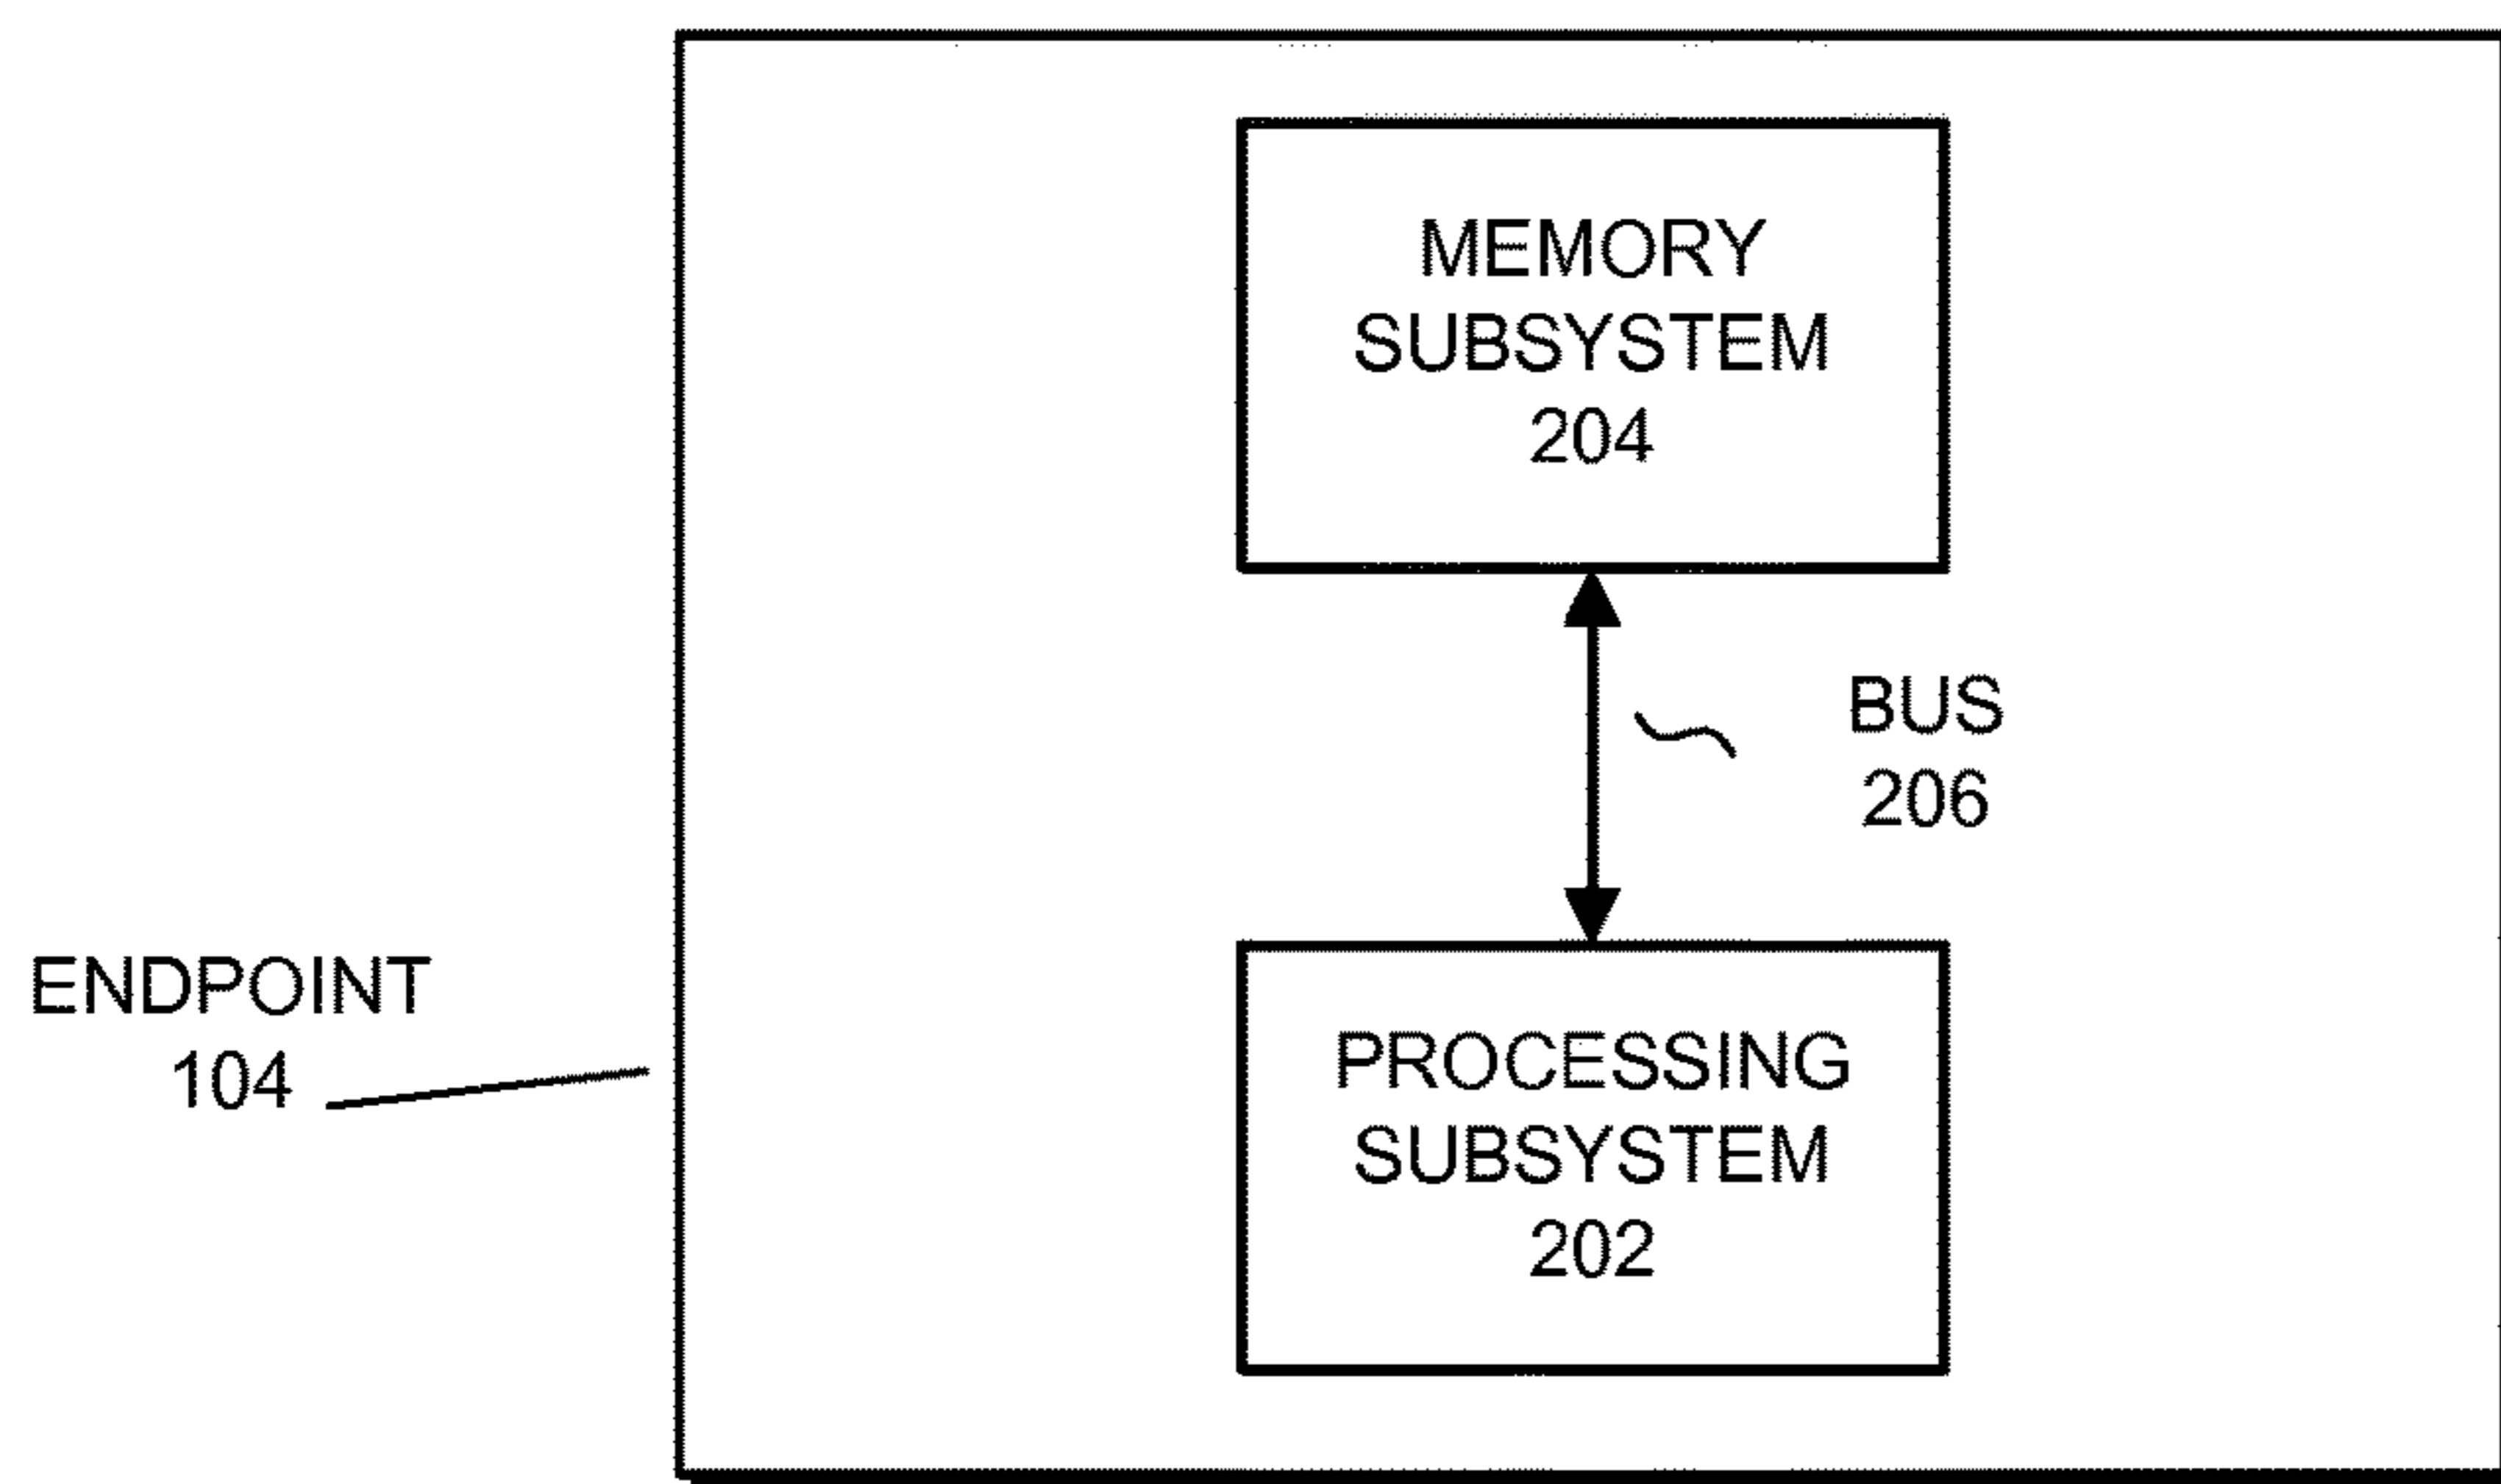 MEMORY
SUBSYSTEM
204
BUS
206
ENDPOINT
104
PROCESSING
SUBSYSTEM
202